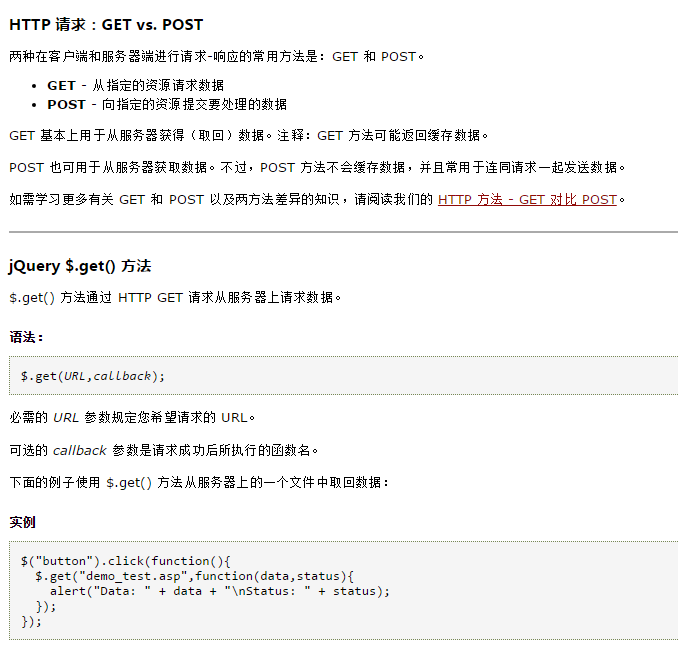 HTTP 请求：GET vs. POST
两种在客户端和服务器端进行请求-响应的常用方法是：GET 和 POST。
• GET - 从指定的资源请求数据
• POST - 向指定的资源提交要处理的数据
GET 基本上用于从服务器获得（取回）数据。注释：GET 方法可能返回缓存数据。
POST 也可用于从服务器获取数据。不过，POST 方法不会缓存数据，并且常用于连同请求一起发送数据。
如需学习更多有关 GET 和 POST 以及两方法差异的知识，请阅读我们的 HTTP 方法 - GET 对比 POST。
jQuery $.get() 方法
$.get() 方法通过 HTTP GET 请求从服务器上请求数据。
语法：
$.get(URL,callback);
必需的 URL 参数规定您希望请求的 URL。
可选的 callback 参数是请求成功后所执行的函数名。
下面的例子使用 $.get() 方法从服务器上的一个文件中取回数据：
实例
$("button").click(function(){
  $.get("demo_test.asp",function(data,status){
    alert("Data: " + data + "\nStatus: " + status);
  });
});